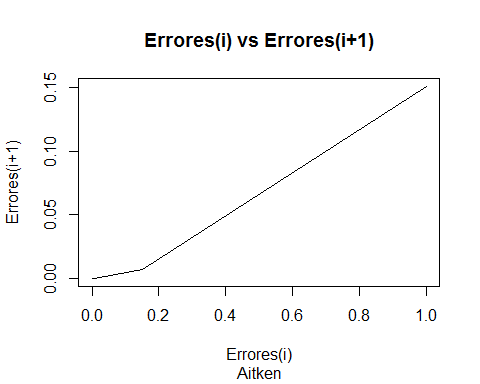 Errores(i) vs Errores(i+1)
0.15
0.10
0.05
0.00
Errores(i+1)
0.0 0.2 0.4 0.6 0.8 1.0
Errores(i)
Aitken